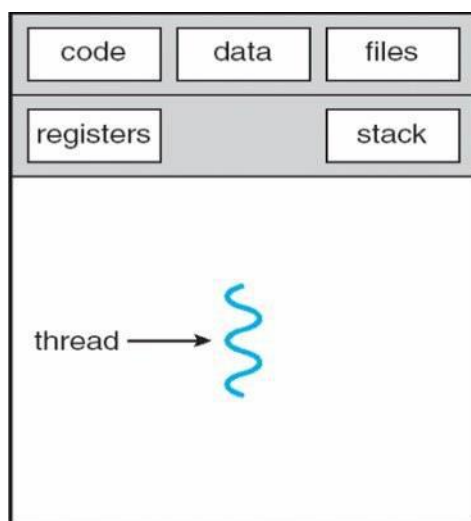 code data files
registers stack
thread